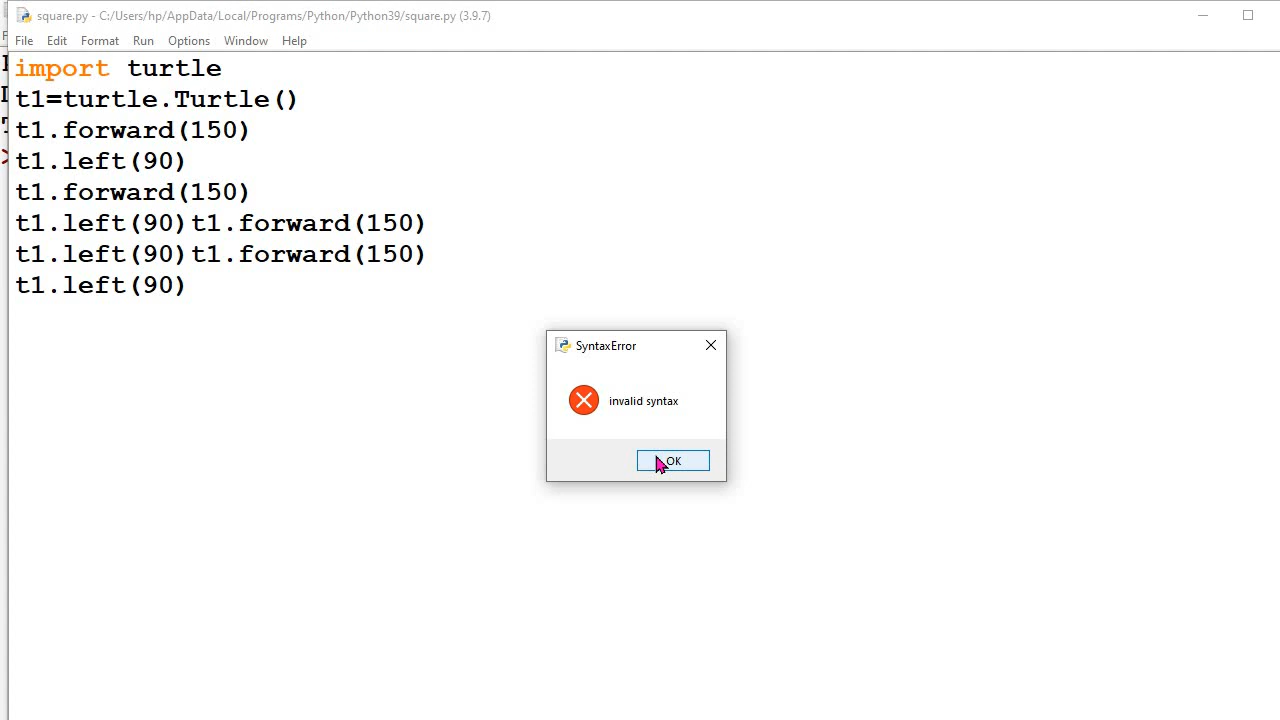 square.py - C:/Users/hp/AppData/Local/Programs/Python/Python39/square.py (3.9.7)
File Edit Format Run Options Window Help
import turtle
t1=turtle.Turtle()
t1.forward(150)
t1.left(90)
t1.forward(150)
t1.left(90)t1.forward(150)
t1.left(90)t1.forward(150)
t1.left(90)
SyntaxError
invalid syntax
OK